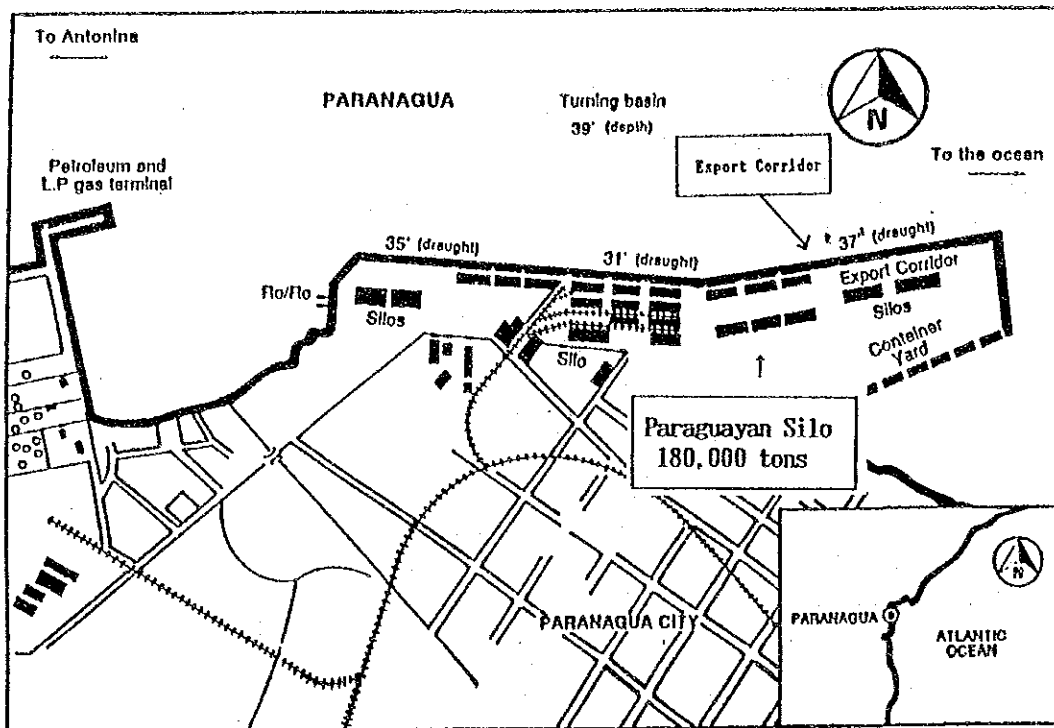 To Antonina
PARANAGUA
Turning basin
39' (depth)
N
Export Corridor
To the ocean
Petroleum and
L.P gas terminal
35' (draught)
31' (draught)
37' (draught)
Ro/Ro
Silos
Export Corridor
Silos
Silo
Container
Yard
Paraguayan Silo
180,000 tons
PARANAGUA CITY
N
PARANAGUA
ATLANTIC
OCEAN